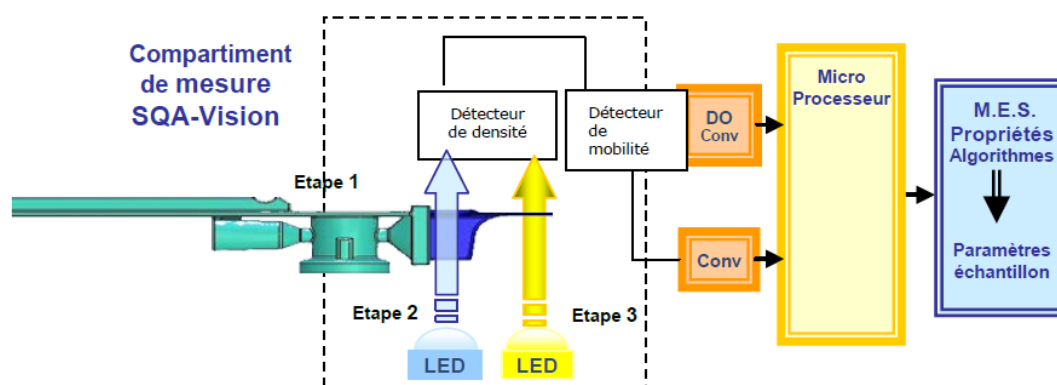 Compartiment
de mesure
SQA-Vision
Etape 1
Détecteur
de densité
Détecteur
de
mobilité
DO
Conv
Conv
Micro
Processeur
M.E.S.
Propriétés
Algorithmes
Paramètres
échantillon
Etape 2
Etape 3
LED
LED